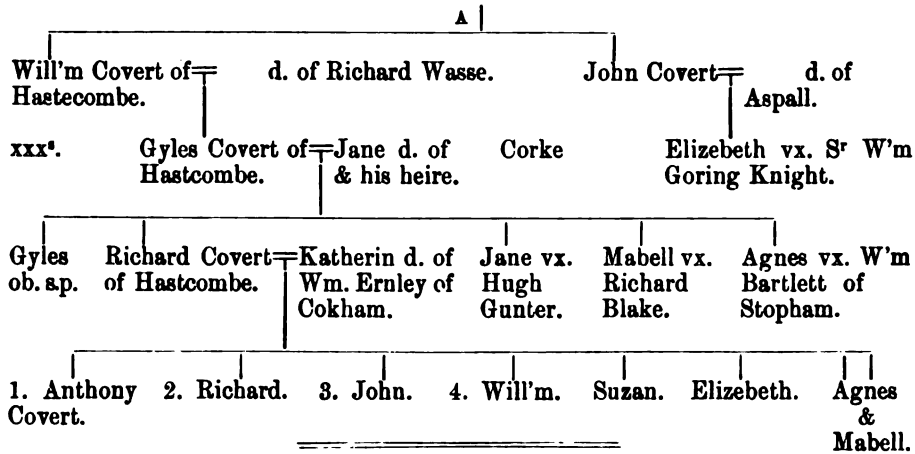 A
Will'm Covert of = d. of Richard Wasse. John Covert = d. of
Hastecombe. Aspall.
xxxˢ. Gyles Covert of = Jane d. of Corke Elizebeth vx. Sʳ W'm
Hastcombe. & his heire. Goring Knight.
Gyles Richard Covert = Katherin d. of Jane vx. Mabell vx. Agnes vx. W'm
ob. s.p. of Hastcombe. Wm. Ernley of Hugh Richard Bartlett of
Cokham. Gunter. Blake. Stopham.
1. Anthony 2. Richard. 3. John. 4. Will'm. Suzan. Elizebeth. Agnes
Covert. &
Mabell.